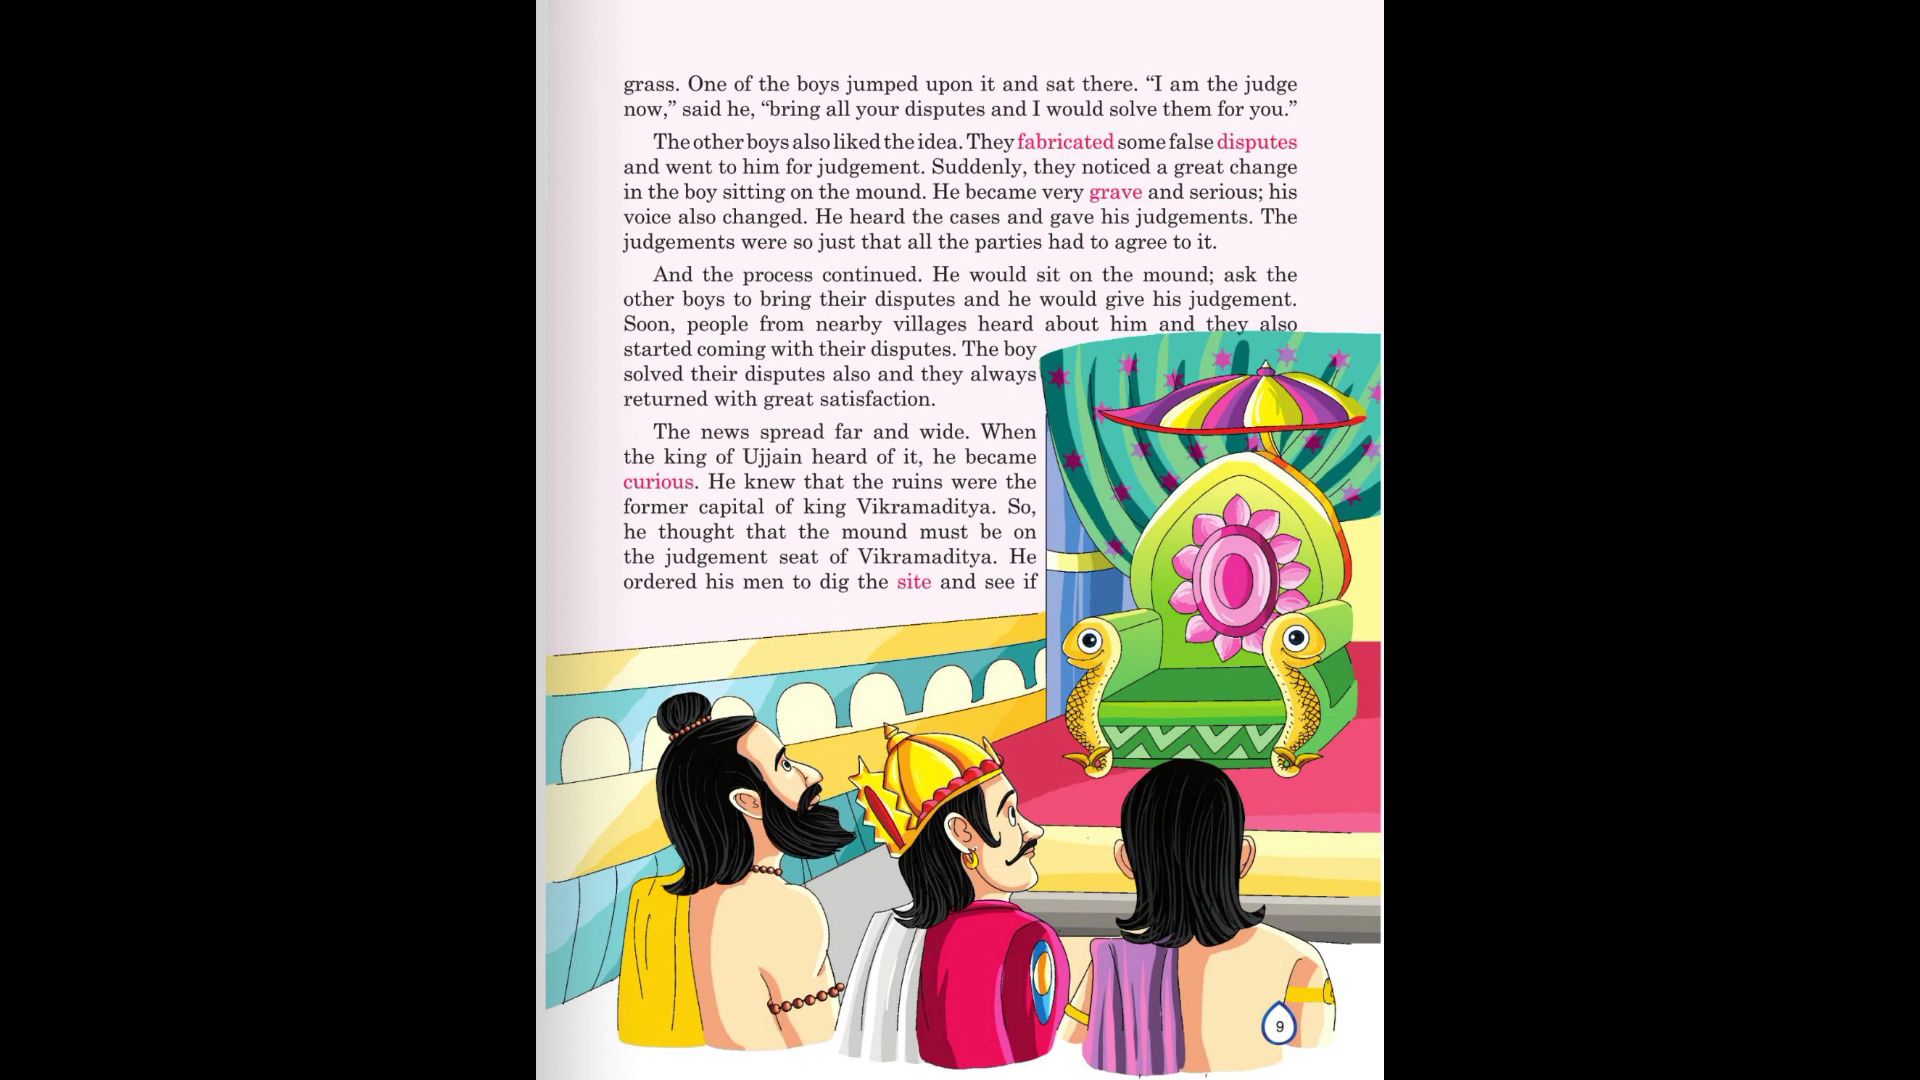 grass. One of the boys jumped upon it and sat there. “I am the judge
now,” said he, “bring all your disputes and I would solve them for you.”
The other boys also liked the idea. They fabricated some false disputes
and went to him for judgement. Suddenly, they noticed a great change
in the boy sitting on the mound. He became very grave and serious; his
voice also changed. He heard the cases and gave his judgements. The
judgements were so just that all the parties had to agree to it.
And the process continued. He would sit on the mound; ask the
other boys to bring their disputes and he would give his judgement.
Soon, people from nearby villages heard about him and they also
started coming with their disputes. The boy
solved their disputes also and they always
returned with great satisfaction.
The news spread far and wide. When
the king of Ujjain heard of it, he became
curious. He knew that the ruins were the
former capital of king Vikramaditya. So,
he thought that the mound must be on
the judgement seat of Vikramaditya. He
ordered his men to dig the site and see if
9